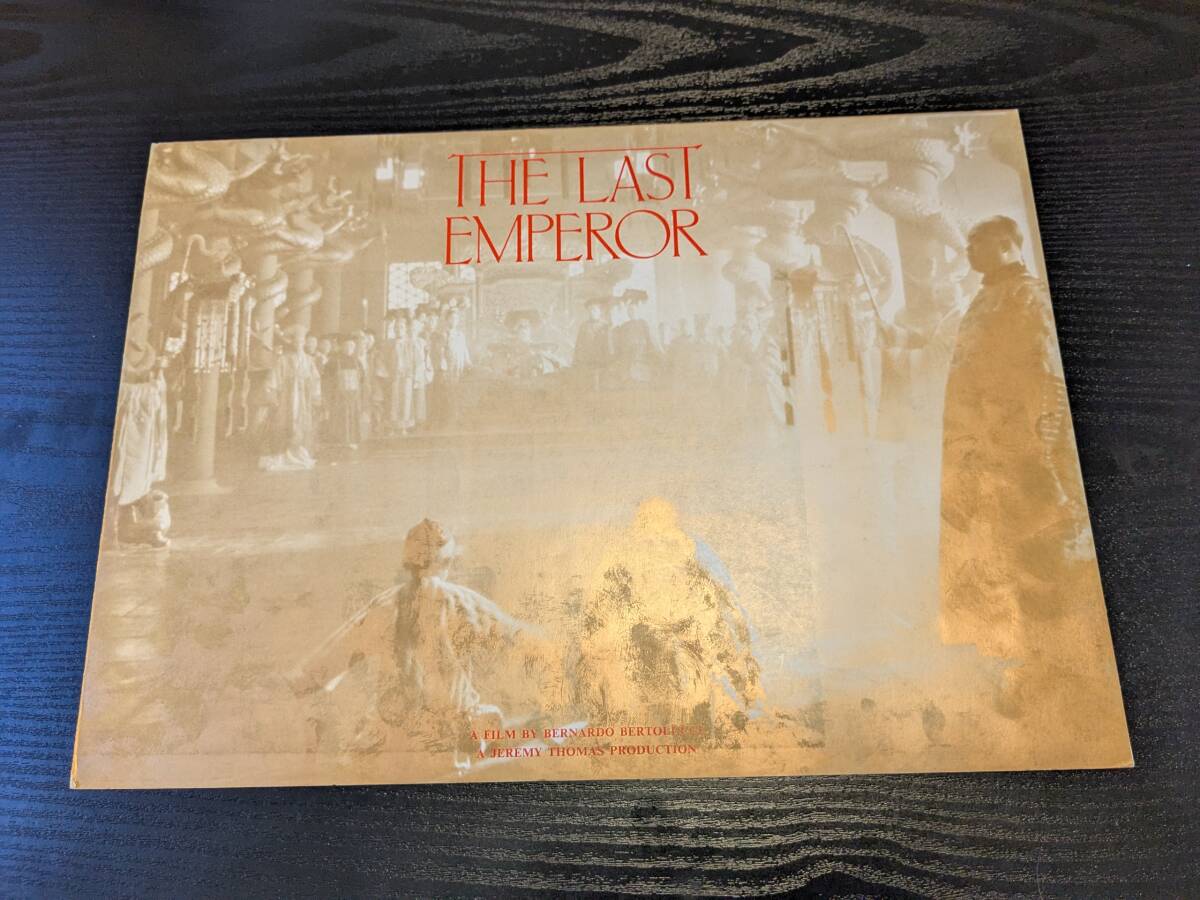 THE LAST
EMPEROR
A FILM BY BERNARDO BERTOLUCCI
A JEREMY THOMAS PRODUCTION